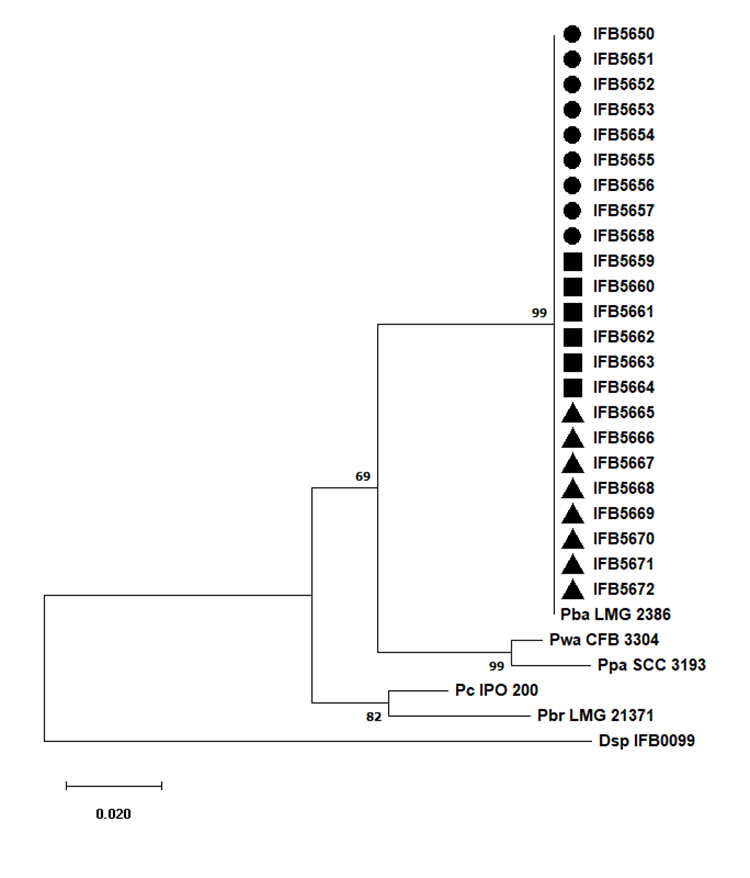 IFB5650
IFB5651
IFB5652
IFB5653
IFB5654
IFB5655
IFB5656
IFB5657
IFB5658
IFB5659
IFB5660
99
IFB5661
IFB5662
IFB5663
IFB5664
IFB5665
IFB5666
IFB5667
69
IFB5668
IFB5669
IFB5670
IFB5671
IFB5672
Pba LMG 2386
Pwa CFB 3304
99
Ppa SCC 3193
Pc IPO 200
82
Pbr LMG 21371
Dsp IFB0099
0.020